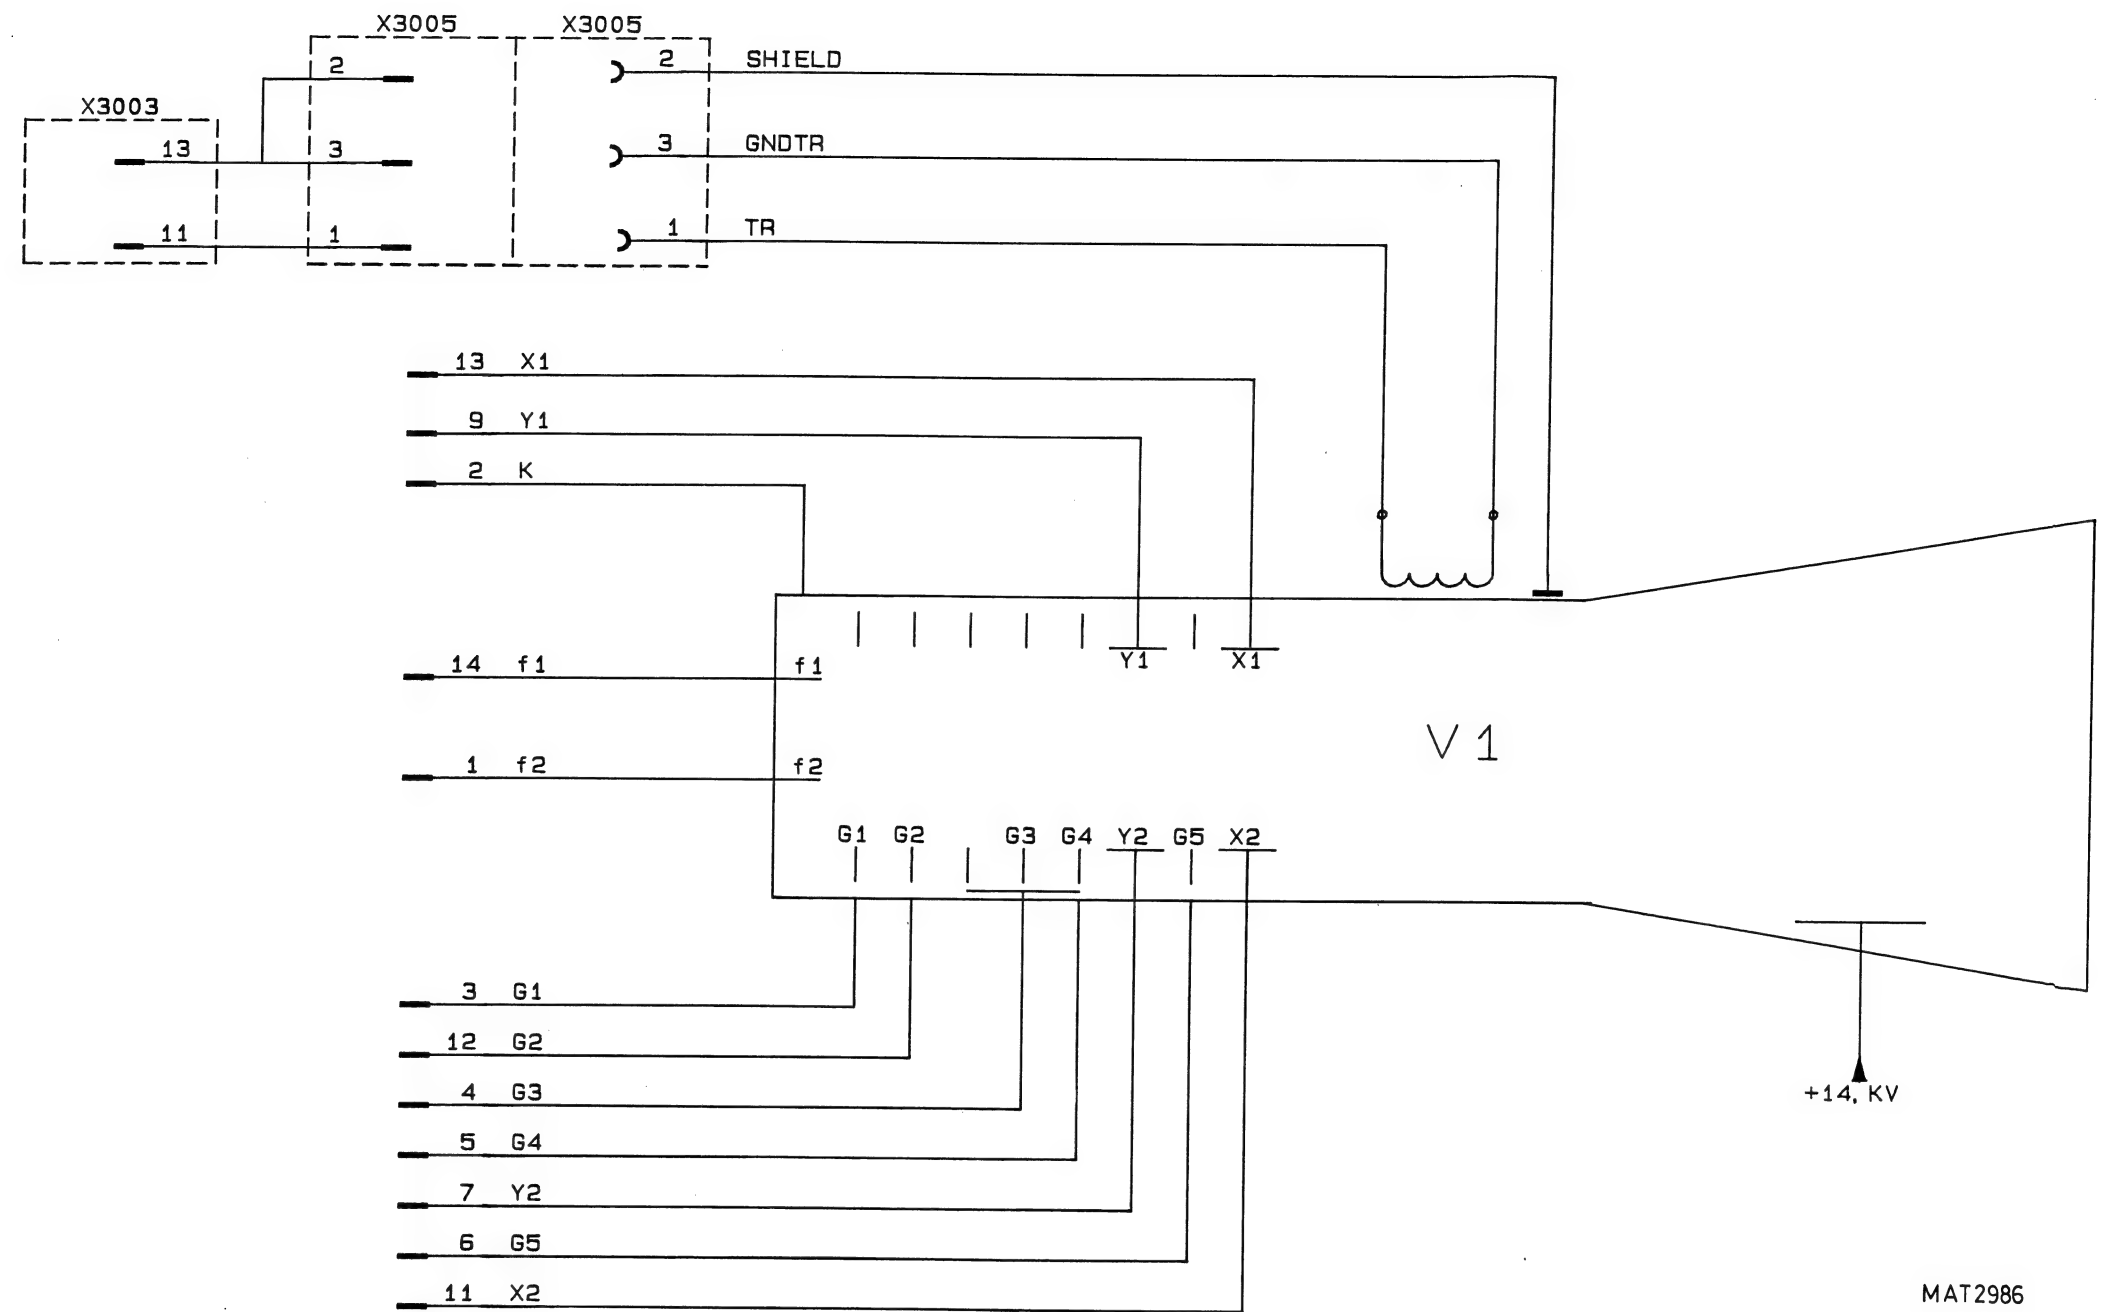 X3005 X3005
2 2 SHIELD
X3003
13 3 3 GNDTR
11 1 1 TR
13 X1
9 Y1
2 K
Y1 X1
14 f1 f1
V1
1 f2 f2
G1 G2 G3 G4 Y2 G5 X2
3 G1
12 G2
+14, KV
4 G3
5 G4
7 Y2
6 G5
11 X2
MAT2986